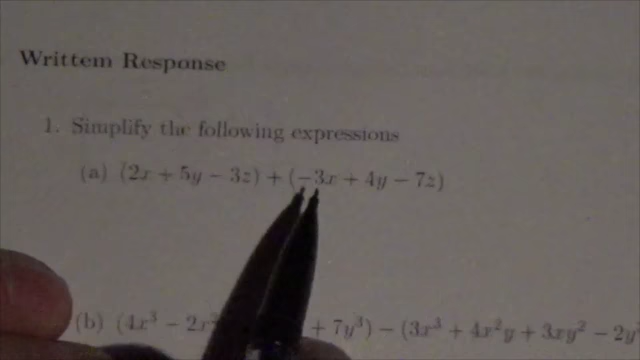 Writtem Response
1. Simplify the following expressions
(a) (2x + 5y − 3z) + (−3x + 4y − 7z)
(b) (4x³ − 2x² + 7y³) − (3x³ + 4x²y + 3xy² − 2y